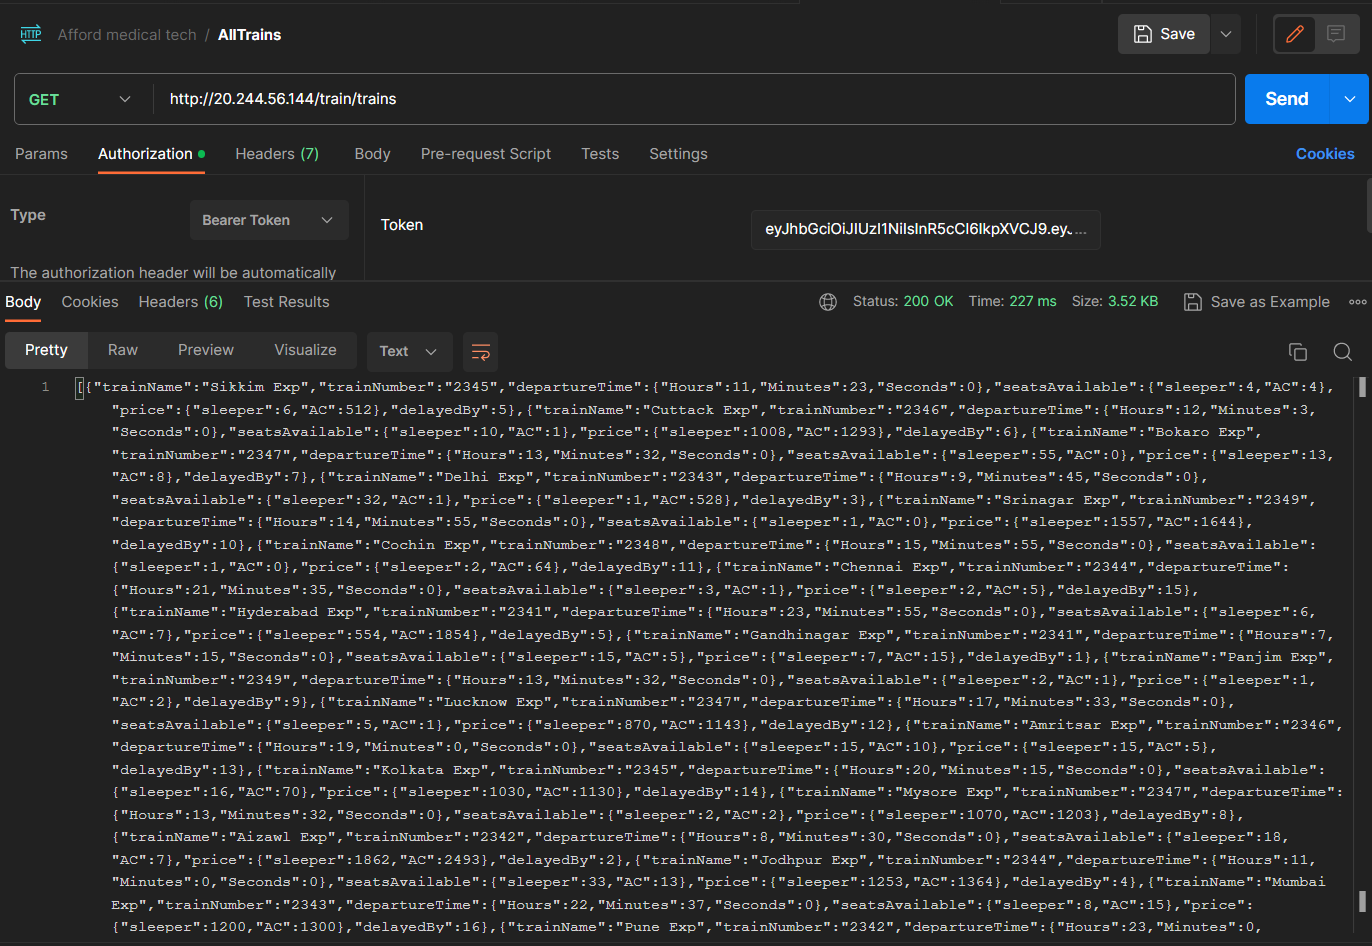 HTTP Afford medical tech / AllTrains Save
GET http://20.244.56.144/train/trains Send
Params Authorization Headers (7) Body Pre-request Script Tests Settings Cookies
Type Bearer Token Token eyJhbGciOiJIUzI1NiIsInR5cCI6IkpXVCJ9.eyJ...
The authorization header will be automatically
Body Cookies Headers (6) Test Results Status: 200 OK Time: 227 ms Size: 3.52 KB Save as Example
Pretty Raw Preview Visualize Text
1 [{"trainName":"Sikkim Exp","trainNumber":"2345","departureTime":{"Hours":11,"Minutes":23,"Seconds":0},"seatsAvailable":{"sleeper":4,"AC":4},
"price":{"sleeper":6,"AC":512},"delayedBy":5},{"trainName":"Cuttack Exp","trainNumber":"2346","departureTime":{"Hours":12,"Minutes":3,
"Seconds":0},"seatsAvailable":{"sleeper":10,"AC":1},"price":{"sleeper":1008,"AC":1293},"delayedBy":6},{"trainName":"Bokaro Exp",
"trainNumber":"2347","departureTime":{"Hours":13,"Minutes":32,"Seconds":0},"seatsAvailable":{"sleeper":55,"AC":0},"price":{"sleeper":13,
"AC":8},"delayedBy":7},{"trainName":"Delhi Exp","trainNumber":"2343","departureTime":{"Hours":9,"Minutes":45,"Seconds":0},
"seatsAvailable":{"sleeper":32,"AC":1},"price":{"sleeper":1,"AC":528},"delayedBy":3},{"trainName":"Srinagar Exp","trainNumber":"2349",
"departureTime":{"Hours":14,"Minutes":55,"Seconds":0},"seatsAvailable":{"sleeper":1,"AC":0},"price":{"sleeper":1557,"AC":1644},
"delayedBy":10},{"trainName":"Cochin Exp","trainNumber":"2348","departureTime":{"Hours":15,"Minutes":55,"Seconds":0},"seatsAvailable":
{"sleeper":1,"AC":0},"price":{"sleeper":2,"AC":64},"delayedBy":11},{"trainName":"Chennai Exp","trainNumber":"2344","departureTime":
{"Hours":21,"Minutes":35,"Seconds":0},"seatsAvailable":{"sleeper":3,"AC":1},"price":{"sleeper":2,"AC":5},"delayedBy":15},
{"trainName":"Hyderabad Exp","trainNumber":"2341","departureTime":{"Hours":23,"Minutes":55,"Seconds":0},"seatsAvailable":{"sleeper":6,
"AC":7},"price":{"sleeper":554,"AC":1854},"delayedBy":5},{"trainName":"Gandhinagar Exp","trainNumber":"2341","departureTime":{"Hours":7,
"Minutes":15,"Seconds":0},"seatsAvailable":{"sleeper":15,"AC":5},"price":{"sleeper":7,"AC":15},"delayedBy":1},{"trainName":"Panjim Exp",
"trainNumber":"2349","departureTime":{"Hours":13,"Minutes":32,"Seconds":0},"seatsAvailable":{"sleeper":2,"AC":1},"price":{"sleeper":1,
"AC":2},"delayedBy":9},{"trainName":"Lucknow Exp","trainNumber":"2347","departureTime":{"Hours":17,"Minutes":33,"Seconds":0},
"seatsAvailable":{"sleeper":5,"AC":1},"price":{"sleeper":870,"AC":1143},"delayedBy":12},{"trainName":"Amritsar Exp","trainNumber":"2346",
"departureTime":{"Hours":19,"Minutes":0,"Seconds":0},"seatsAvailable":{"sleeper":15,"AC":10},"price":{"sleeper":15,"AC":5},
"delayedBy":13},{"trainName":"Kolkata Exp","trainNumber":"2345","departureTime":{"Hours":20,"Minutes":15,"Seconds":0},"seatsAvailable":
{"sleeper":16,"AC":70},"price":{"sleeper":1030,"AC":1130},"delayedBy":14},{"trainName":"Mysore Exp","trainNumber":"2347","departureTime":
{"Hours":13,"Minutes":32,"Seconds":0},"seatsAvailable":{"sleeper":2,"AC":2},"price":{"sleeper":1070,"AC":1203},"delayedBy":8},
{"trainName":"Aizawl Exp","trainNumber":"2342","departureTime":{"Hours":8,"Minutes":30,"Seconds":0},"seatsAvailable":{"sleeper":18,
"AC":7},"price":{"sleeper":1862,"AC":2493},"delayedBy":2},{"trainName":"Jodhpur Exp","trainNumber":"2344","departureTime":{"Hours":11,
"Minutes":0,"Seconds":0},"seatsAvailable":{"sleeper":33,"AC":13},"price":{"sleeper":1253,"AC":1364},"delayedBy":4},{"trainName":"Mumbai
Exp","trainNumber":"2343","departureTime":{"Hours":22,"Minutes":37,"Seconds":0},"seatsAvailable":{"sleeper":8,"AC":15},"price":
{"sleeper":1200,"AC":1300},"delayedBy":16},{"trainName":"Pune Exp","trainNumber":"2342","departureTime":{"Hours":23,"Minutes":0,